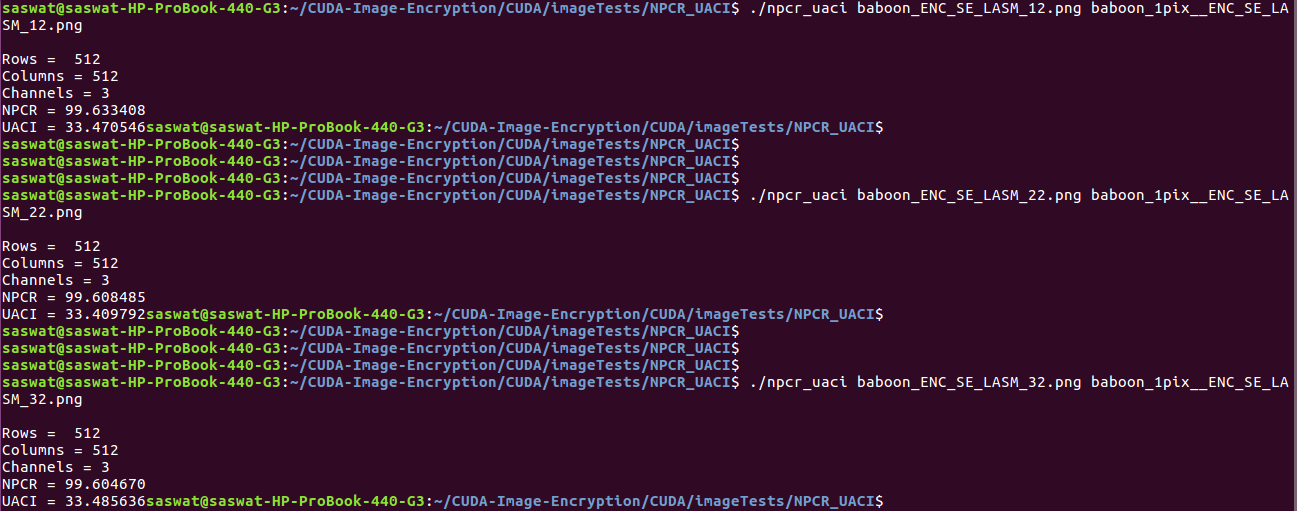 saswat@saswat-HP-ProBook-440-G3:~/CUDA-Image-Encryption/CUDA/imageTests/NPCR_UACI$ ./npcr_uaci baboon_ENC_SE_LASM_12.png baboon_1pix__ENC_SE_LA
SM_12.png
Rows =  512
Columns = 512
Channels = 3
NPCR = 99.633408
UACI = 33.470546saswat@saswat-HP-ProBook-440-G3:~/CUDA-Image-Encryption/CUDA/imageTests/NPCR_UACI$
saswat@saswat-HP-ProBook-440-G3:~/CUDA-Image-Encryption/CUDA/imageTests/NPCR_UACI$
saswat@saswat-HP-ProBook-440-G3:~/CUDA-Image-Encryption/CUDA/imageTests/NPCR_UACI$
saswat@saswat-HP-ProBook-440-G3:~/CUDA-Image-Encryption/CUDA/imageTests/NPCR_UACI$
saswat@saswat-HP-ProBook-440-G3:~/CUDA-Image-Encryption/CUDA/imageTests/NPCR_UACI$ ./npcr_uaci baboon_ENC_SE_LASM_22.png baboon_1pix__ENC_SE_LA
SM_22.png
Rows =  512
Columns = 512
Channels = 3
NPCR = 99.608485
UACI = 33.409792saswat@saswat-HP-ProBook-440-G3:~/CUDA-Image-Encryption/CUDA/imageTests/NPCR_UACI$
saswat@saswat-HP-ProBook-440-G3:~/CUDA-Image-Encryption/CUDA/imageTests/NPCR_UACI$
saswat@saswat-HP-ProBook-440-G3:~/CUDA-Image-Encryption/CUDA/imageTests/NPCR_UACI$
saswat@saswat-HP-ProBook-440-G3:~/CUDA-Image-Encryption/CUDA/imageTests/NPCR_UACI$
saswat@saswat-HP-ProBook-440-G3:~/CUDA-Image-Encryption/CUDA/imageTests/NPCR_UACI$ ./npcr_uaci baboon_ENC_SE_LASM_32.png baboon_1pix__ENC_SE_LA
SM_32.png
Rows =  512
Columns = 512
Channels = 3
NPCR = 99.604670
UACI = 33.485636saswat@saswat-HP-ProBook-440-G3:~/CUDA-Image-Encryption/CUDA/imageTests/NPCR_UACI$